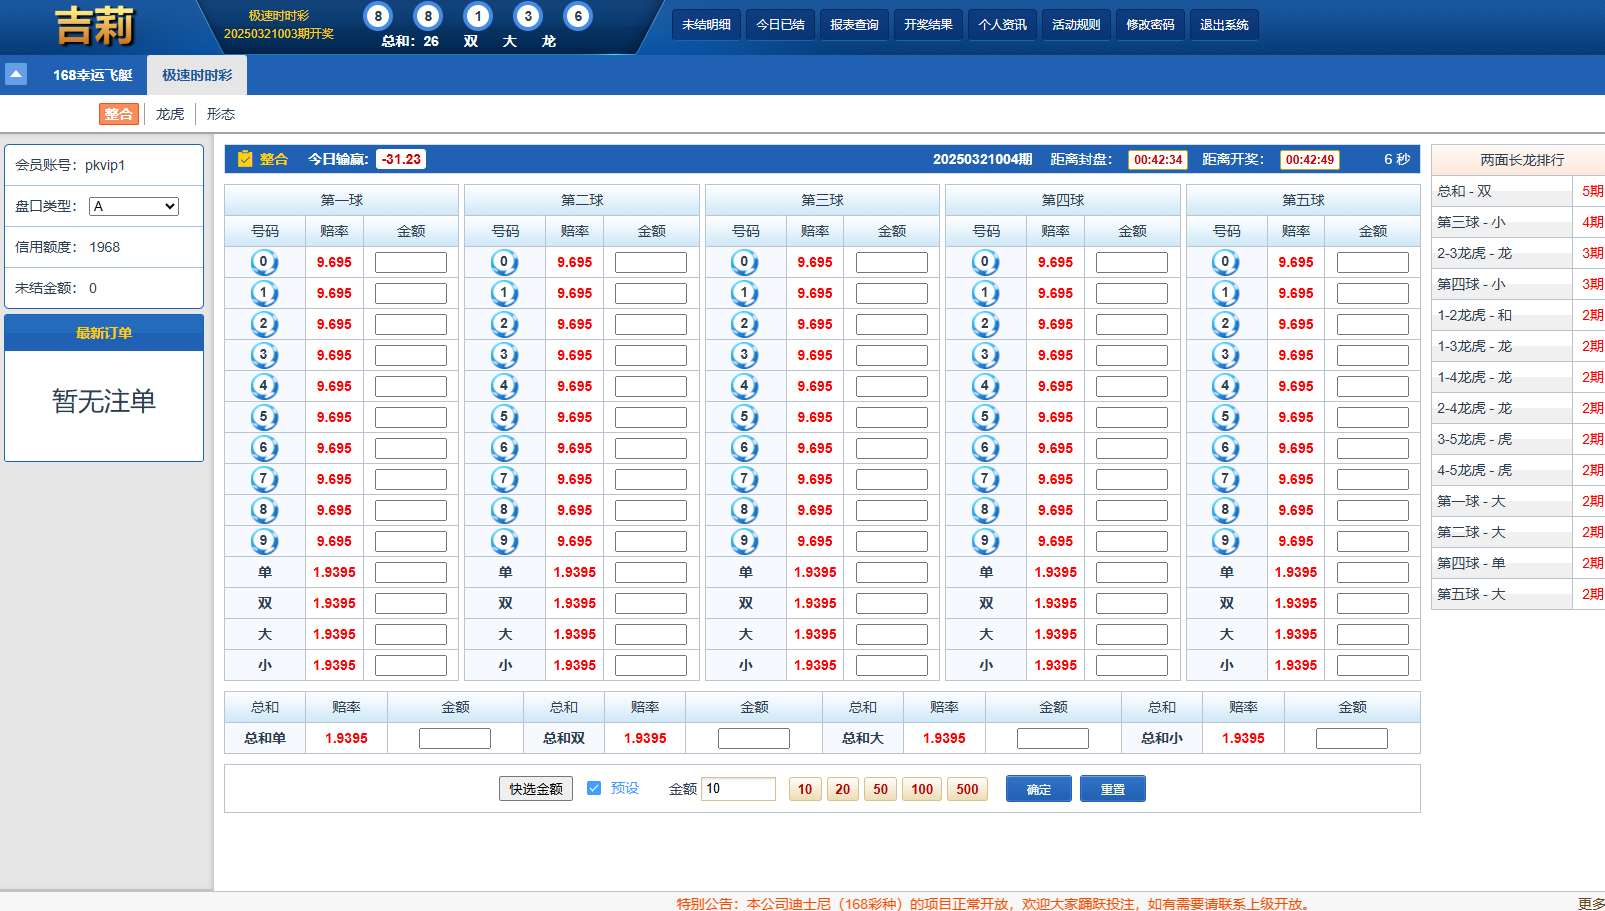 吉莉
极速时时彩
20250321003期开奖
8 8 1 3 6
总和：26 双 大 龙
未结明细 今日已结 报表查询 开奖结果 个人资讯 活动规则 修改密码 退出系统
168幸运飞艇 极速时时彩
整合 龙虎 形态
会员账号：pkvip1
盘口类型： A
信用额度： 1968
未结金额： 0
最新订单
暂无注单
整合 今日输赢: -31.23 20250321004期 距离封盘： 00:42:34 距离开奖： 00:42:49 6 秒
第一球 第二球 第三球 第四球 第五球
号码 赔率 金额 号码 赔率 金额 号码 赔率 金额 号码 赔率 金额 号码 赔率 金额
0 9.695 0 9.695 0 9.695 0 9.695 0 9.695
1 9.695 1 9.695 1 9.695 1 9.695 1 9.695
2 9.695 2 9.695 2 9.695 2 9.695 2 9.695
3 9.695 3 9.695 3 9.695 3 9.695 3 9.695
4 9.695 4 9.695 4 9.695 4 9.695 4 9.695
5 9.695 5 9.695 5 9.695 5 9.695 5 9.695
6 9.695 6 9.695 6 9.695 6 9.695 6 9.695
7 9.695 7 9.695 7 9.695 7 9.695 7 9.695
8 9.695 8 9.695 8 9.695 8 9.695 8 9.695
9 9.695 9 9.695 9 9.695 9 9.695 9 9.695
单 1.9395 单 1.9395 单 1.9395 单 1.9395 单 1.9395
双 1.9395 双 1.9395 双 1.9395 双 1.9395 双 1.9395
大 1.9395 大 1.9395 大 1.9395 大 1.9395 大 1.9395
小 1.9395 小 1.9395 小 1.9395 小 1.9395 小 1.9395
总和 赔率 金额 总和 赔率 金额 总和 赔率 金额 总和 赔率 金额
总和单 1.9395 总和双 1.9395 总和大 1.9395 总和小 1.9395
快选金额 预设 金额 10 10 20 50 100 500 确定 重置
两面长龙排行
总和 - 双 5期
第三球 - 小 4期
2-3龙虎 - 龙 3期
第四球 - 小 3期
1-2龙虎 - 和 2期
1-3龙虎 - 龙 2期
1-4龙虎 - 龙 2期
2-4龙虎 - 龙 2期
3-5龙虎 - 虎 2期
4-5龙虎 - 虎 2期
第一球 - 大 2期
第二球 - 大 2期
第四球 - 单 2期
第五球 - 大 2期
特别公告：本公司迪士尼（168彩种）的项目正常开放，欢迎大家踊跃投注，如有需要请联系上级开放。
更多